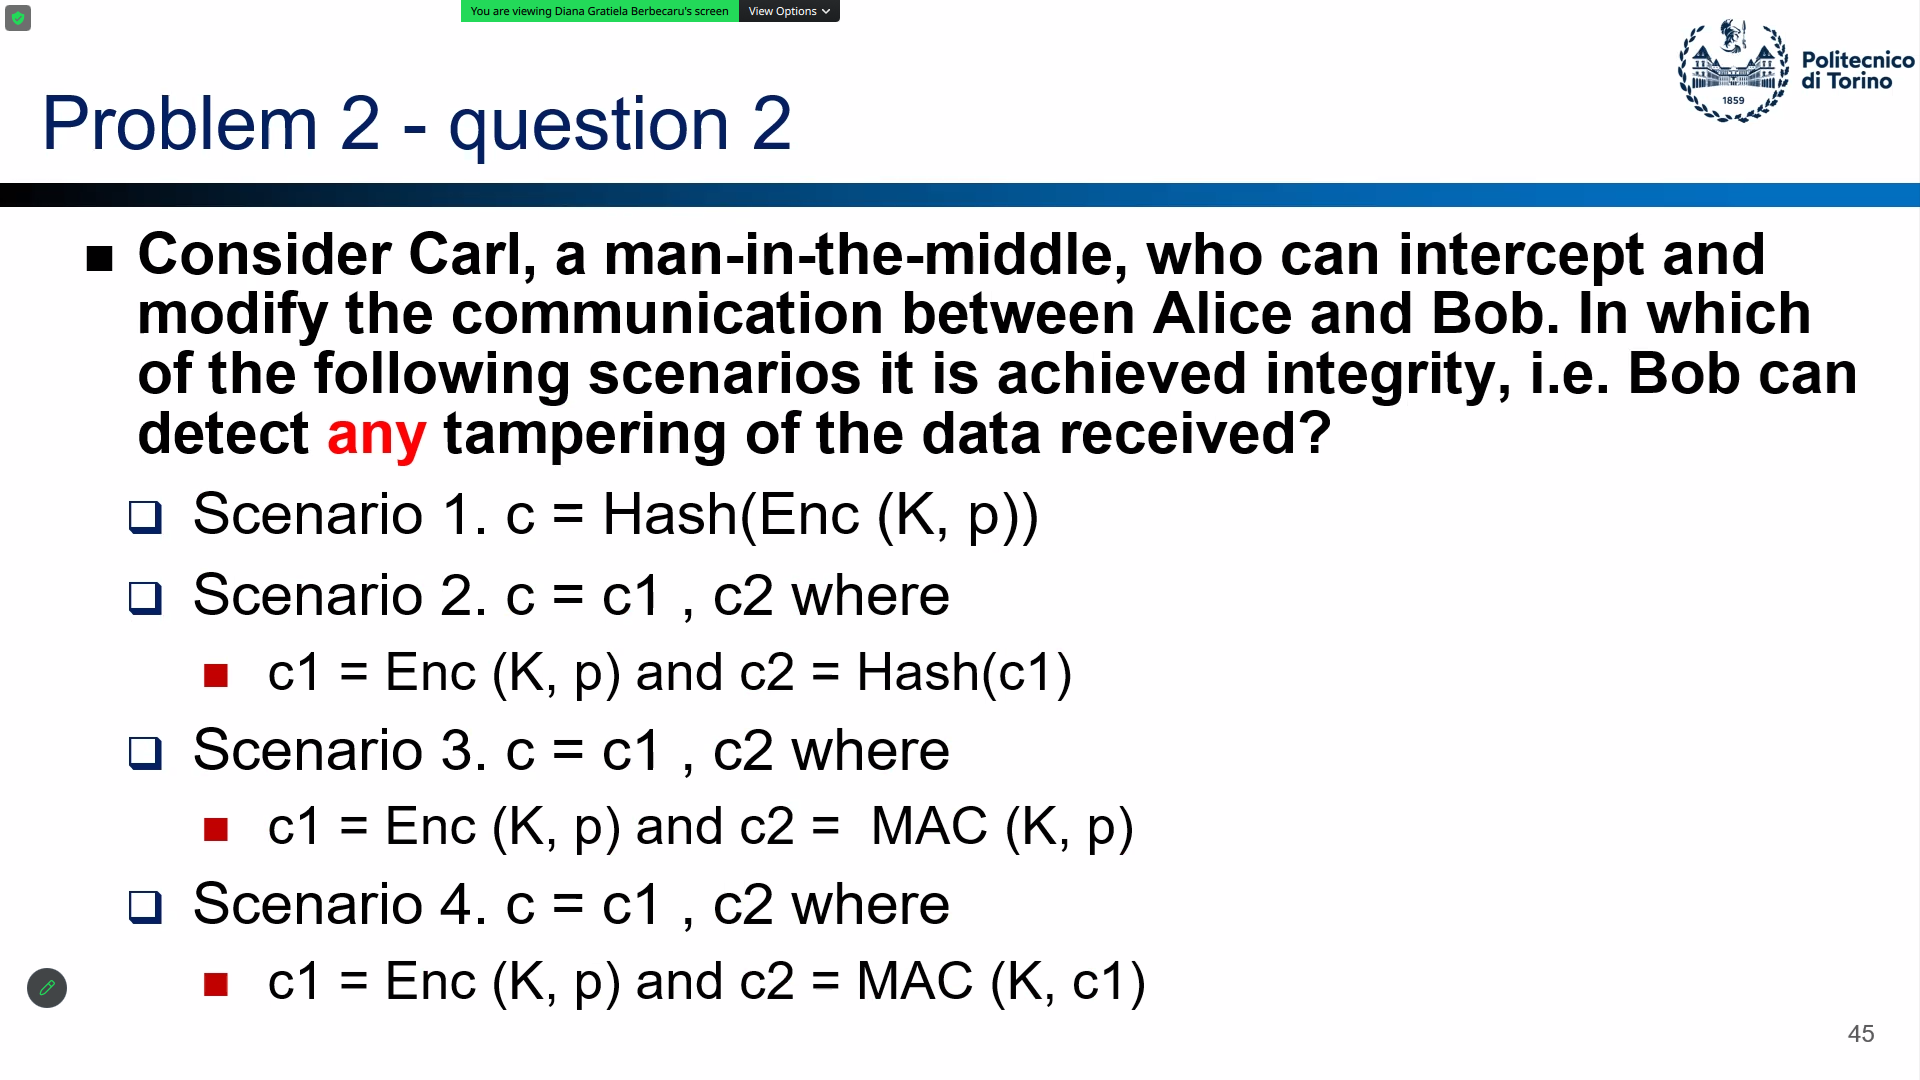 You are viewing Diana Gratiela Berbecaru's screen
View Options
Politecnico
di Torino
1859
Problem 2 - question 2
Consider Carl, a man-in-the-middle, who can intercept and
modify the communication between Alice and Bob. In which
of the following scenarios it is achieved integrity, i.e. Bob can
detect any tampering of the data received?
Scenario 1. c = Hash(Enc (K, p))
Scenario 2. c = c1 , c2 where
c1 = Enc (K, p) and c2 = Hash(c1)
Scenario 3. c = c1 , c2 where
c1 = Enc (K, p) and c2 = MAC (K, p)
Scenario 4. c = c1 , c2 where
c1 = Enc (K, p) and c2 = MAC (K, c1)
45